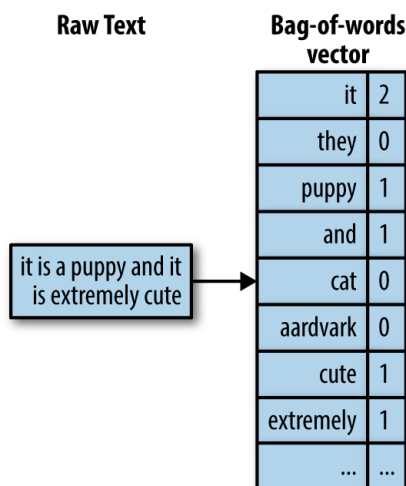 Raw Text
Bag-of-words
vector
it is a puppy and it
is extremely cute
it 2
they 0
puppy 1
and 1
cat 0
aardvark 0
cute 1
extremely 1
... ...